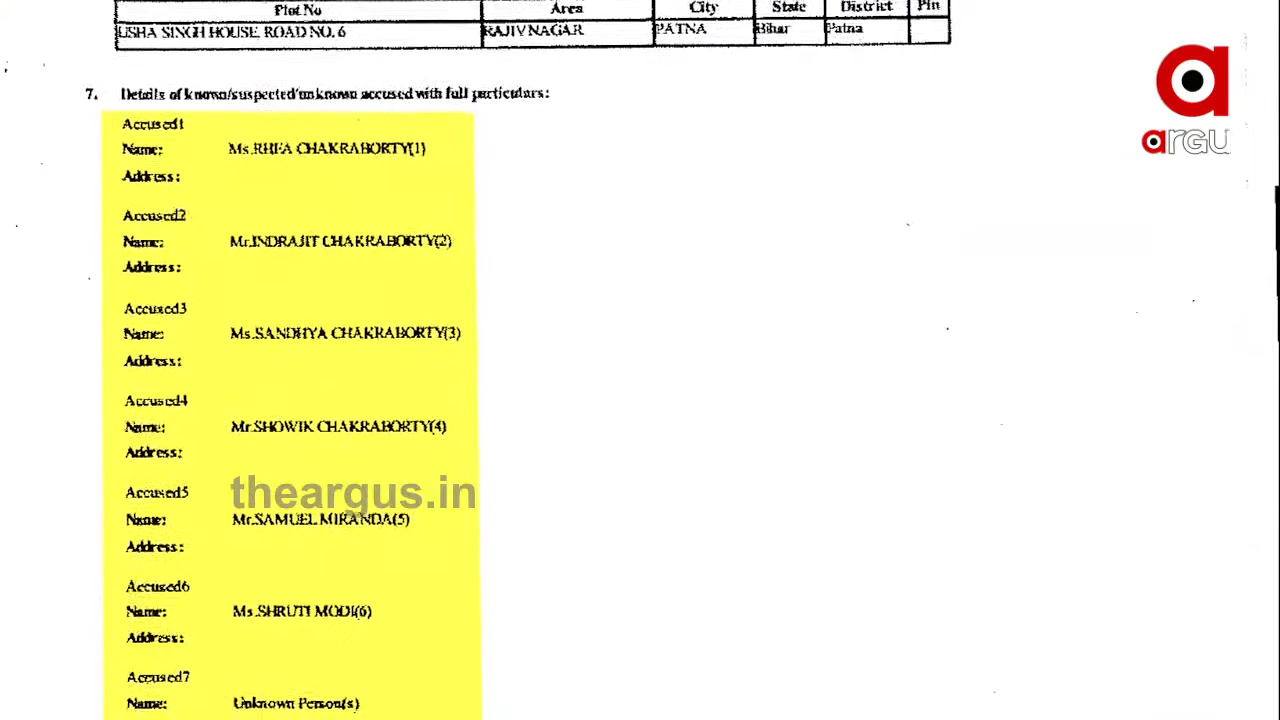 Plot No Area City State District Pin
USHA SINGH HOUSE ROAD NO. 6 RAJIVNAGAR PATNA Bihar Patna
7. Details of known/suspected/unknown accused with full particulars:
Accused1
Name: Ms.RHEA CHAKRABORTY(1)
Address:
Accused2
Name: Mr.INDRAJIT CHAKRABORTY(2)
Address:
Accused3
Name: Ms.SANDHYA CHAKRABORTY(3)
Address:
Accused4
Name: Mr.SHOWIK CHAKRABORTY(4)
Address:
Accused5
theargus.in
Name: Mr.SAMUEL MIRANDA(5)
Address:
Accused6
Name: Ms.SHRUTI MODI(6)
Address:
Accused7
Name: Unknown Person(s)
a
arGU